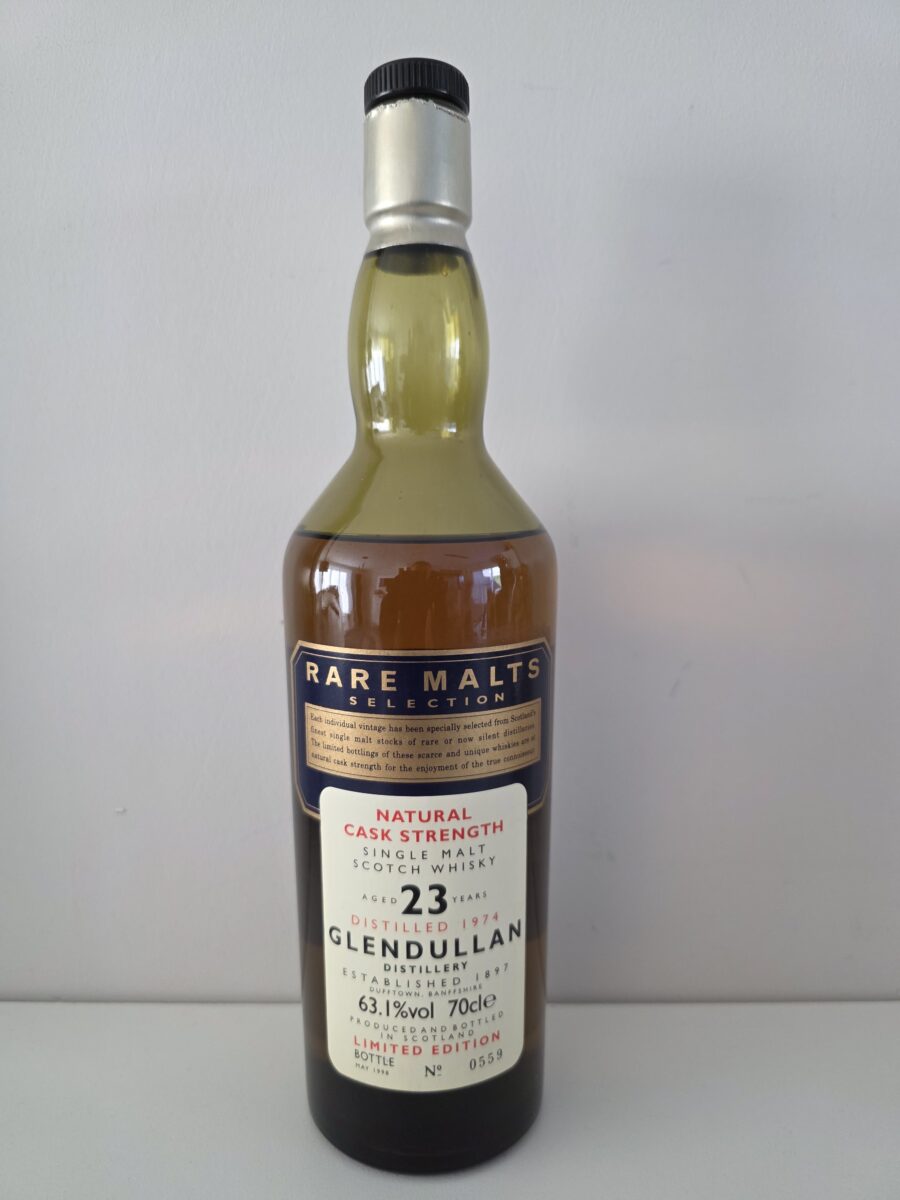 RARE MALTS
SELECTION
Each individual vintage has been specially selected from Scotland's
finest single malt stocks of rare or now silent distilleries.
The limited bottlings of these scarce and unique whiskies are at
natural cask strength for the enjoyment of the true connoisseur
NATURAL
CASK STRENGTH
SINGLE MALT
SCOTCH WHISKY
AGED 23 YEARS
DISTILLED 1974
GLENDULLAN
DISTILLERY
ESTABLISHED 1897
DUFFTOWN, BANFFSHIRE
63.1%vol 70cl℮
PRODUCED AND BOTTLED
IN SCOTLAND
LIMITED EDITION
BOTTLE
MAY 1998 Nº 0559